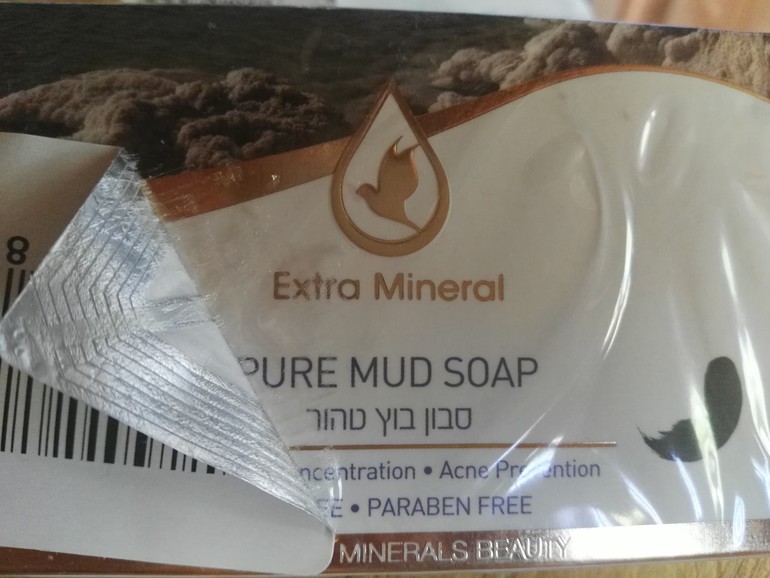 8
Extra Mineral
PURE MUD SOAP
סבון בוץ טהור
• Acne Prevention
• PARABEN FREE
MINERALS BEAUTY